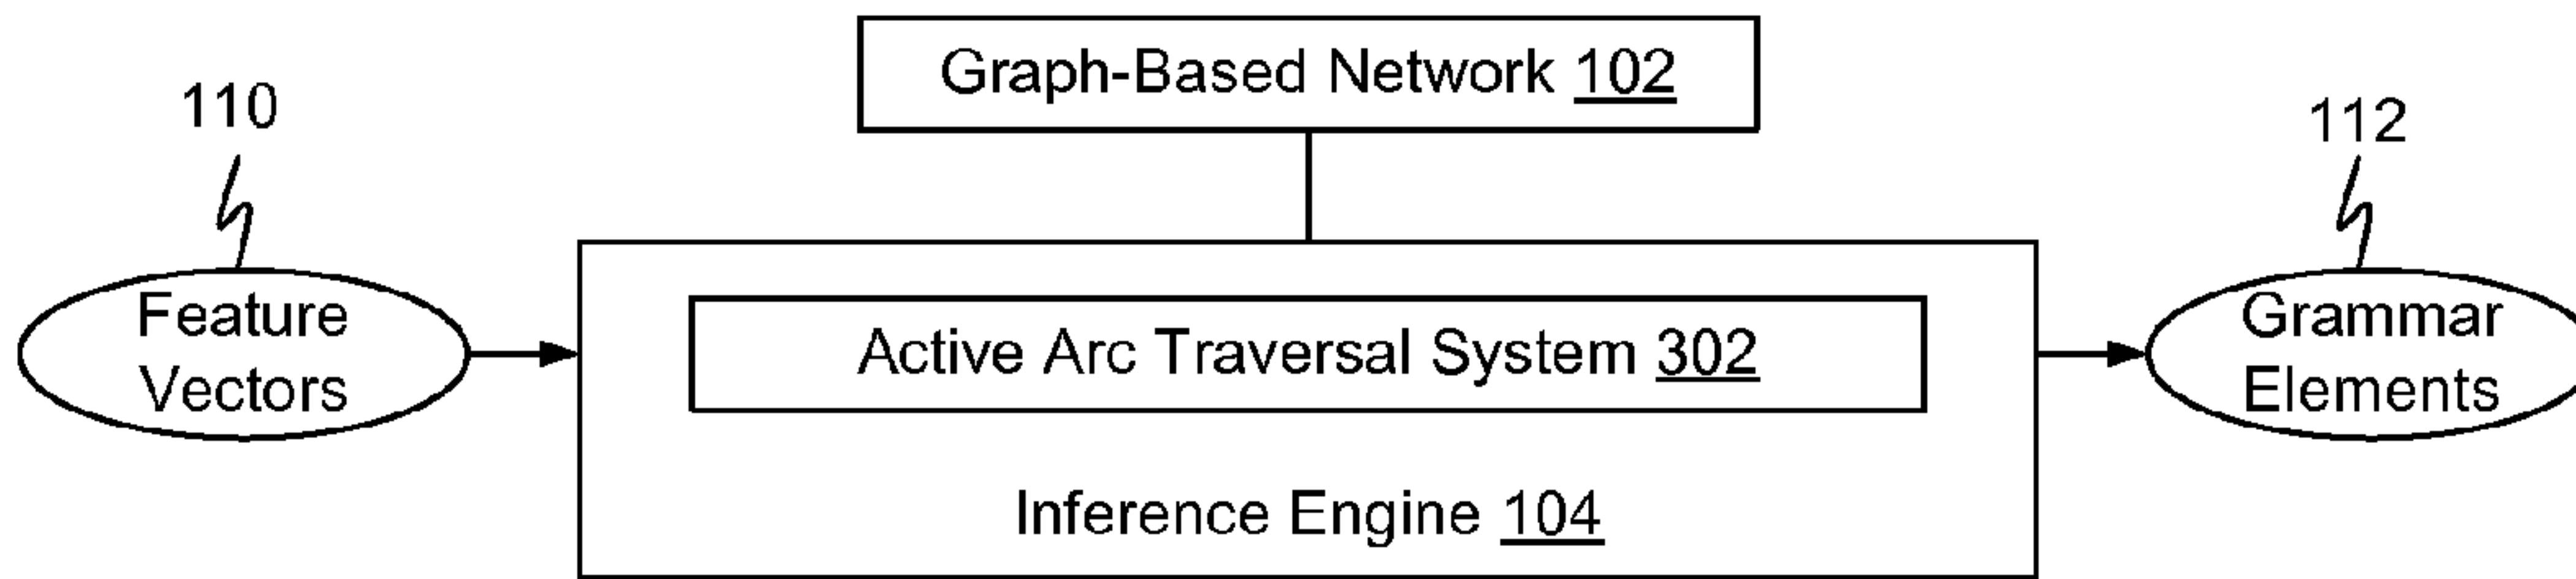 Graph-Based Network 102
110
112
Feature
Vectors
Active Arc Traversal System 302
Inference Engine 104
Grammar
Elements